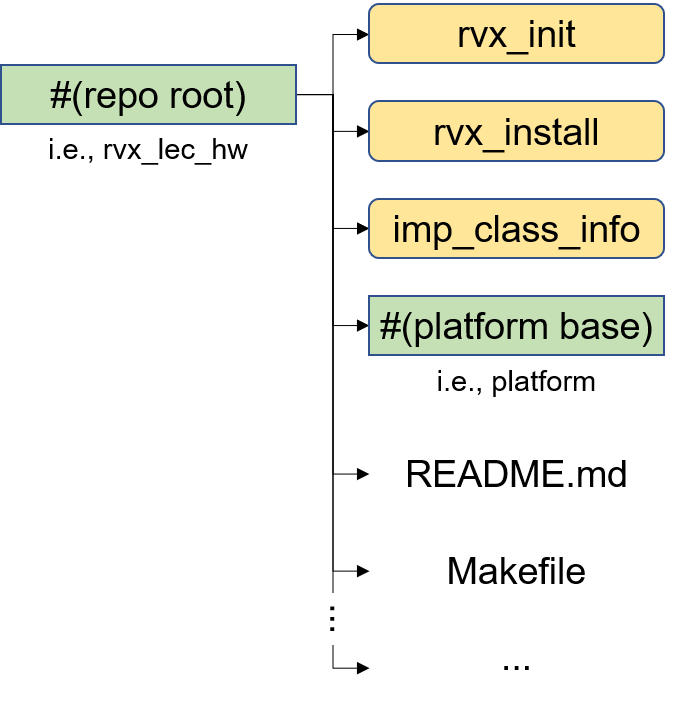 rvx_init
#(repo root)
i.e., rvx_lec_hw
rvx_install
imp_class_info
#(platform base)
i.e., platform
README.md
Makefile
...
...